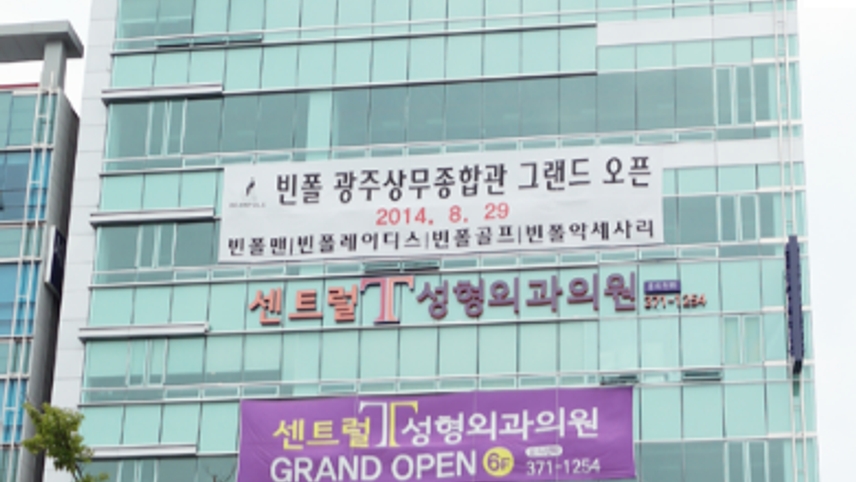 빈폴 광주상무종합관 그랜드 오픈
2014. 8. 29
빈폴맨|빈폴레이디스|빈폴골프|빈폴악세사리
센트럴T성형외과의원 371-1254
센트럴T성형외과의원
GRAND OPEN 6F 371-1254